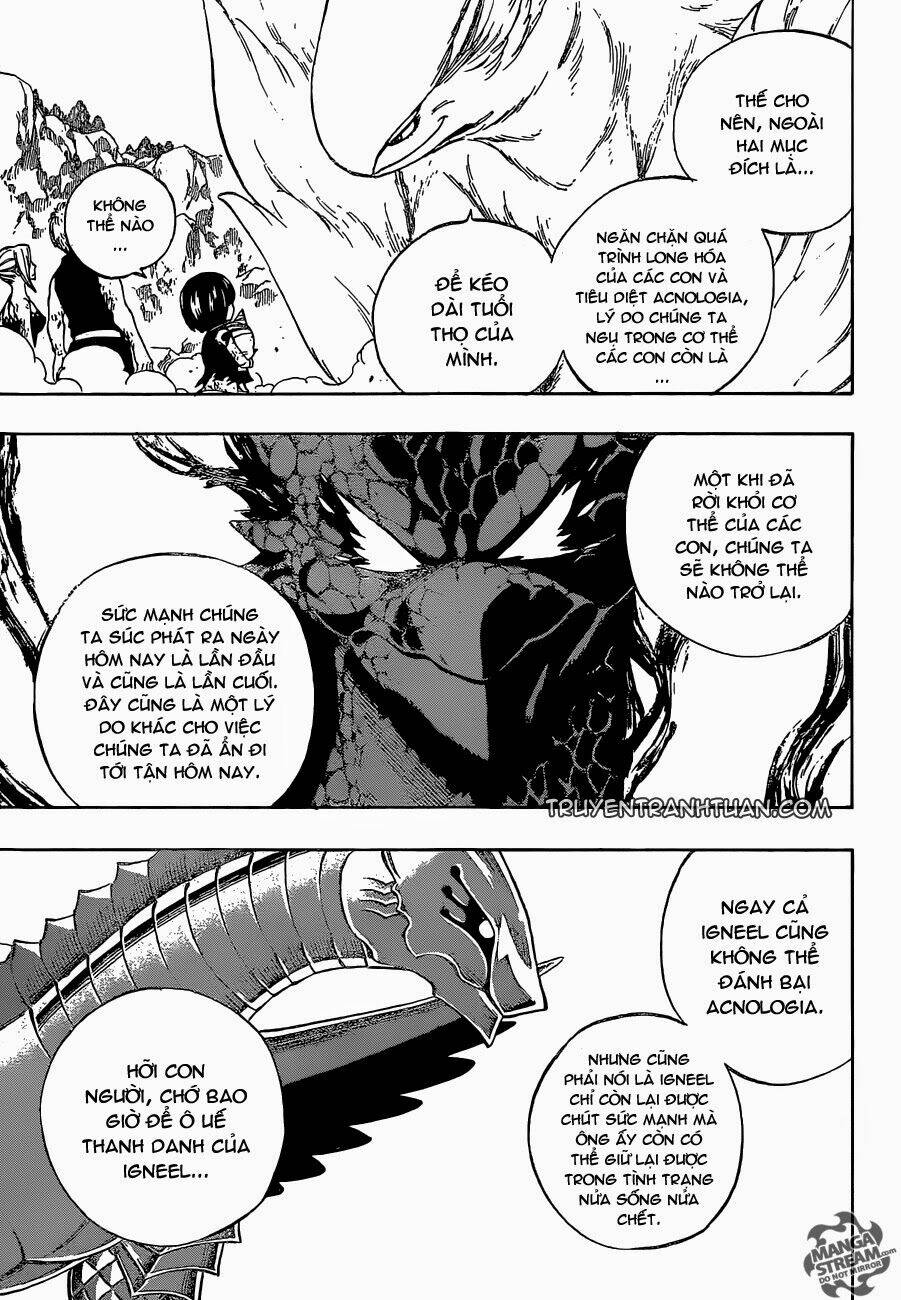 THẾ CHO
NÊN, NGOÀI
HAI MỤC
ĐÍCH LÀ...
NGĂN CHẶN QUÁ
TRÌNH LONG HÓA
CỦA CÁC CON VÀ
TIÊU DIỆT ACNOLOGIA,
LÝ DO CHÚNG TA
NGỤ TRONG CƠ THỂ
CÁC CON CÒN LÀ
...
ĐỂ KÉO
DÀI TUỔI
THỌ CỦA
MÌNH.
KHÔNG
THỂ NÀO
...
MỘT KHI ĐÃ
RỜI KHỎI CƠ
THỂ CỦA CÁC
CON, CHÚNG TA
SẼ KHÔNG THỂ
NÀO TRỞ LẠI.
SỨC MẠNH CHÚNG
TA SÚC PHÁT RA NGÀY
HÔM NAY LÀ LẦN ĐẦU
VÀ CŨNG LÀ LẦN CUỐI.
ĐÂY CŨNG LÀ MỘT LÝ
DO KHÁC CHO VIỆC
CHÚNG TA ĐÃ ẨN ĐI
TỚI TẬN HÔM NAY.
TRUYENTRANHTUAN.COM
NGAY CẢ
IGNEEL CŨNG
KHÔNG THỂ
ĐÁNH BẠI
ACNOLOGIA.
NHƯNG CŨNG
PHẢI NÓI LÀ IGNEEL
CHỈ CÒN LẠI ĐƯỢC
CHÚT SỨC MẠNH MÀ
ÔNG ẤY CÒN CÓ
THỂ GIỮ LẠI ĐƯỢC
TRONG TÌNH TRẠNG
NỬA SỐNG NỬA
CHẾT.
HỠI CON
NGƯỜI, CHỚ BAO
GIỜ ĐỂ Ô UẾ
THANH DANH CỦA
IGNEEL...
MANGA
STREAM.COM
DO NOT MIRROR!